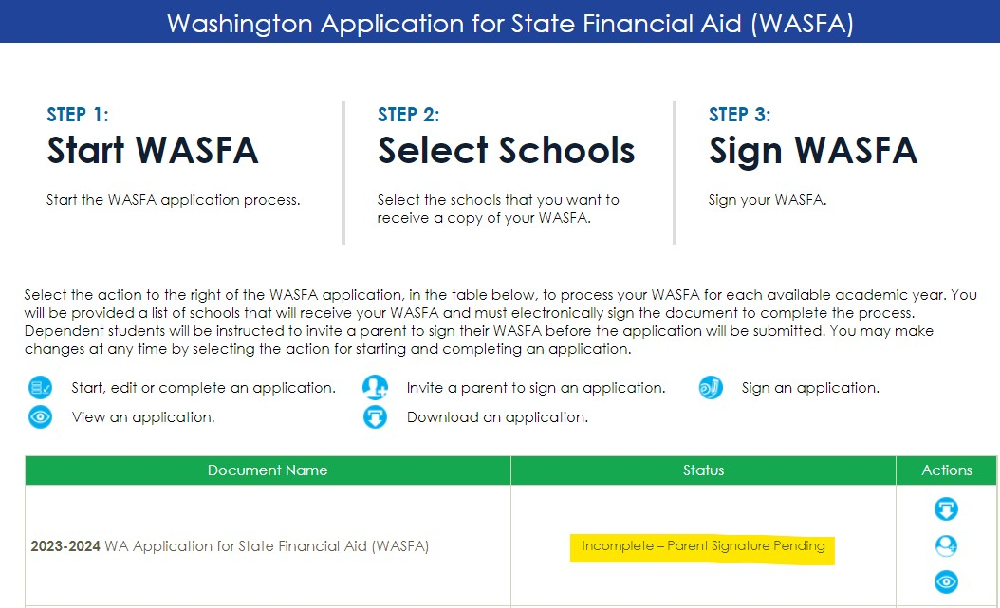 Washington Application for State Financial Aid (WASFA)
STEP 1:
Start WASFA
Start the WASFA application process.
STEP 2:
Select Schools
Select the schools that you want to
receive a copy of your WASFA.
STEP 3:
Sign WASFA
Sign your WASFA.
Select the action to the right of the WASFA application, in the table below, to process your WASFA for each available academic year. You
will be provided a list of schools that will receive your WASFA and must electronically sign the document to complete the process.
Dependent students will be instructed to invite a parent to sign their WASFA before the application will be submitted. You may make
changes at any time by selecting the action for starting and completing an application.
Start, edit or complete an application.
Invite a parent to sign an application.
Sign an application.
View an application.
Download an application.
Document Name
Status
Actions
2023-2024 WA Application for State Financial Aid (WASFA)
Incomplete – Parent Signature Pending